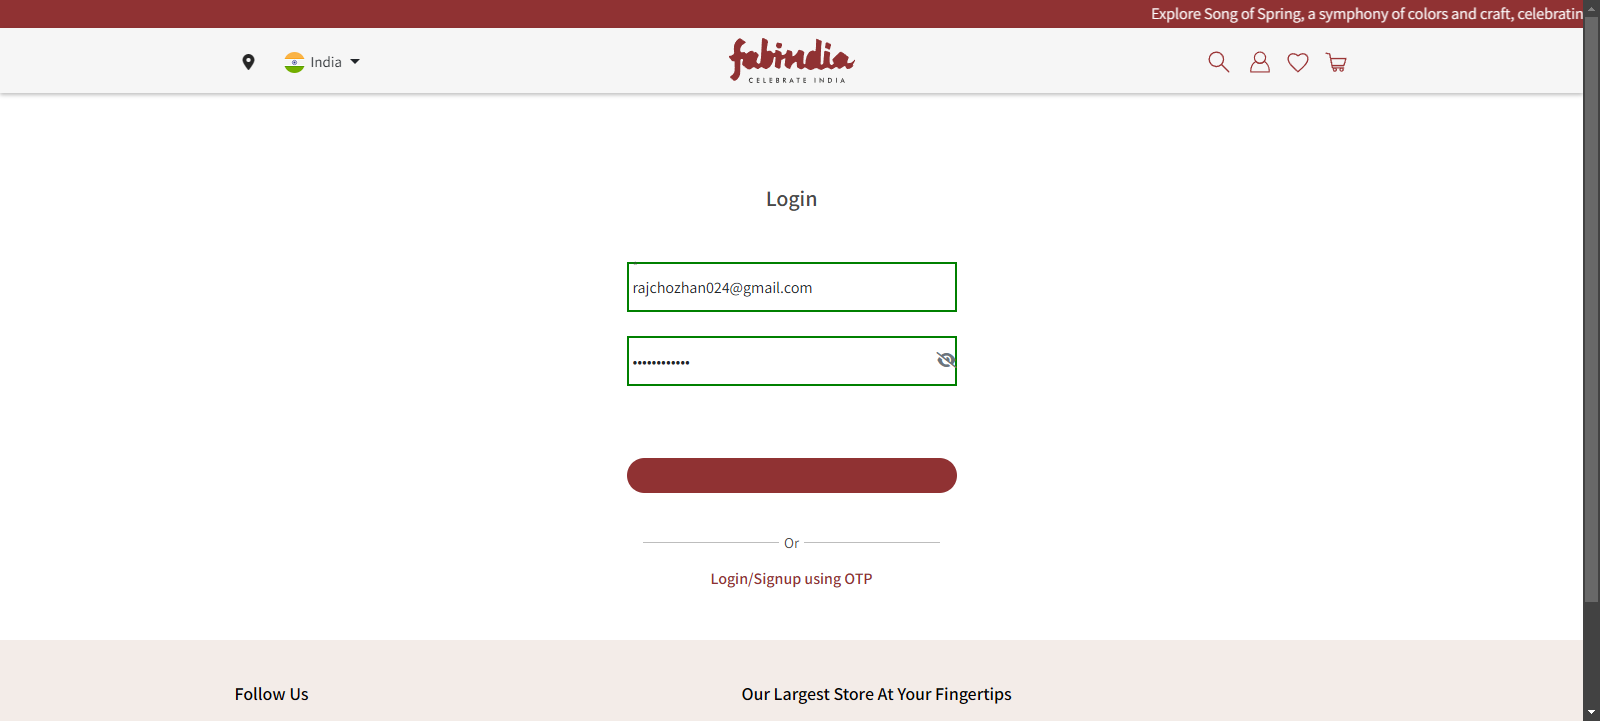 Explore Song of Spring, a symphony of colors and craft, celebratin
India
fabindia
CELEBRATE INDIA
Login
rajchozhan024@gmail.com
••••••••••••
Or
Login/Signup using OTP
Follow Us
Our Largest Store At Your Fingertips